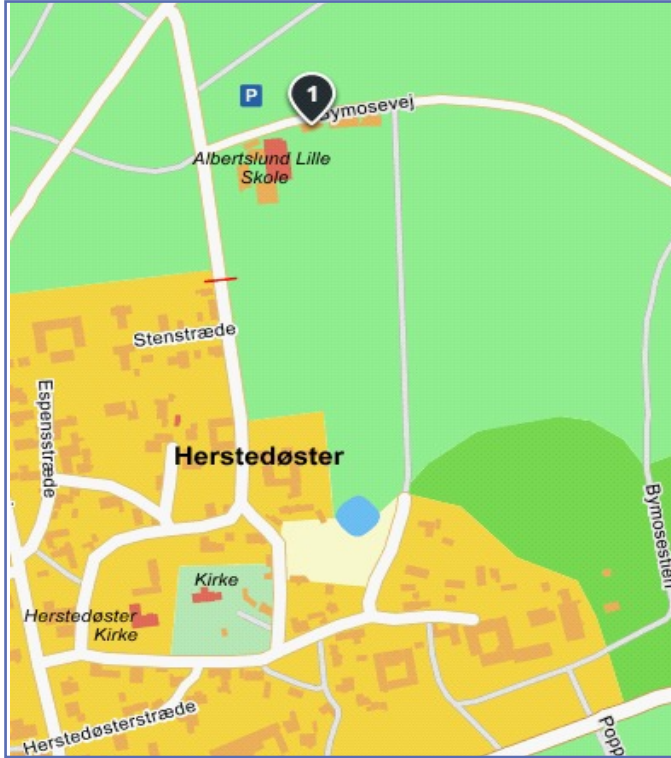 P
1
Bymosevej
Albertslund Lille
Skole
Stenstræde
Espensstræde
Herstedøster
Bymosestien
Kirke
Herstedøster
Kirke
Herstedøsterstræde
Popp